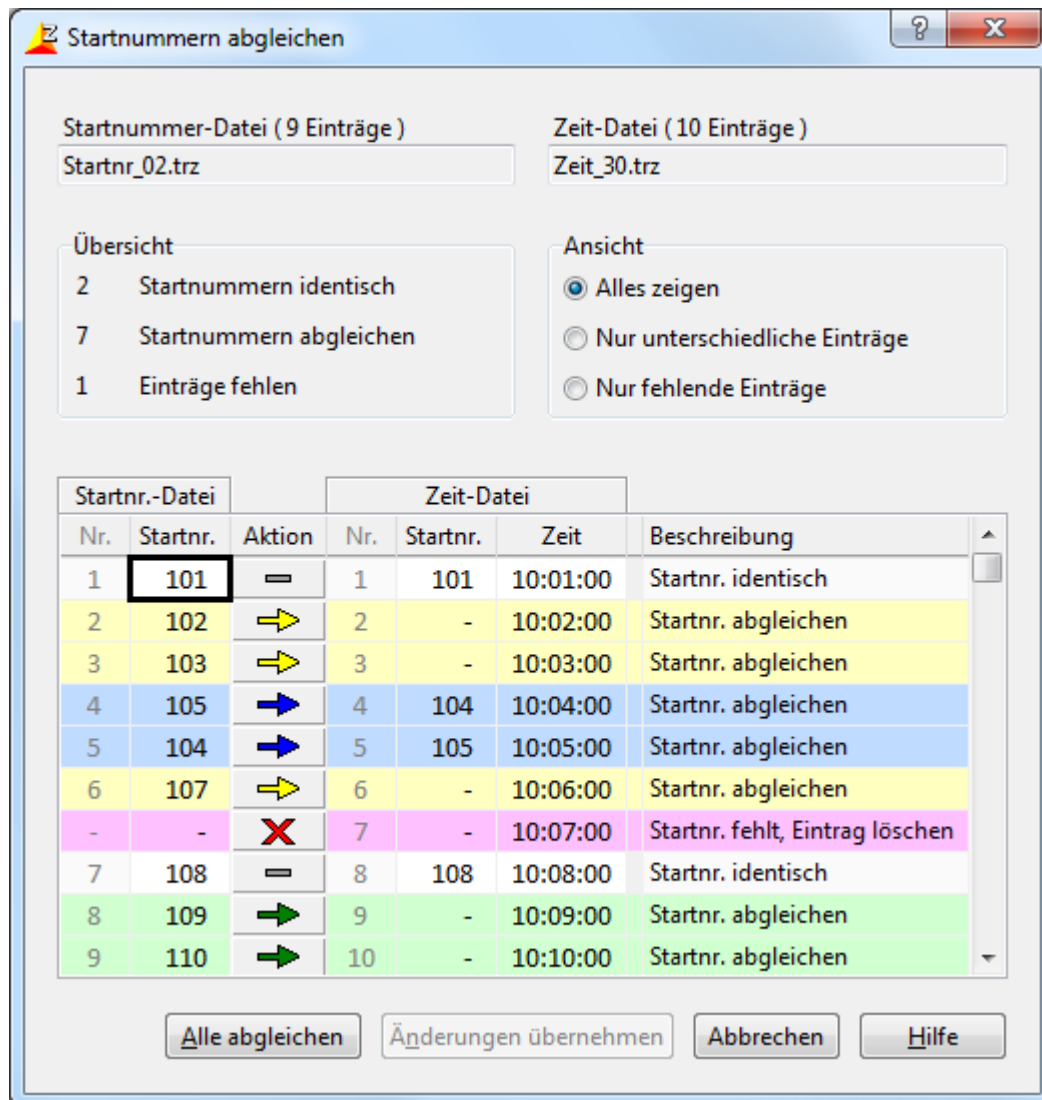 Startnummern abgleichen
Startnummer-Datei ( 9 Einträge )
Zeit-Datei ( 10 Einträge )
Startnr_02.trz
Zeit_30.trz
Übersicht
2 Startnummern identisch
7 Startnummern abgleichen
1 Einträge fehlen
Ansicht
Alles zeigen
Nur unterschiedliche Einträge
Nur fehlende Einträge
Startnr.-Datei Zeit-Datei
Nr. Startnr. Aktion Nr. Startnr. Zeit Beschreibung
1 101 1 101 10:01:00 Startnr. identisch
2 102 2 - 10:02:00 Startnr. abgleichen
3 103 3 - 10:03:00 Startnr. abgleichen
4 105 4 104 10:04:00 Startnr. abgleichen
5 104 5 105 10:05:00 Startnr. abgleichen
6 107 6 - 10:06:00 Startnr. abgleichen
- - 7 - 10:07:00 Startnr. fehlt, Eintrag löschen
7 108 8 108 10:08:00 Startnr. identisch
8 109 9 - 10:09:00 Startnr. abgleichen
9 110 10 - 10:10:00 Startnr. abgleichen
Alle abgleichen Änderungen übernehmen Abbrechen Hilfe